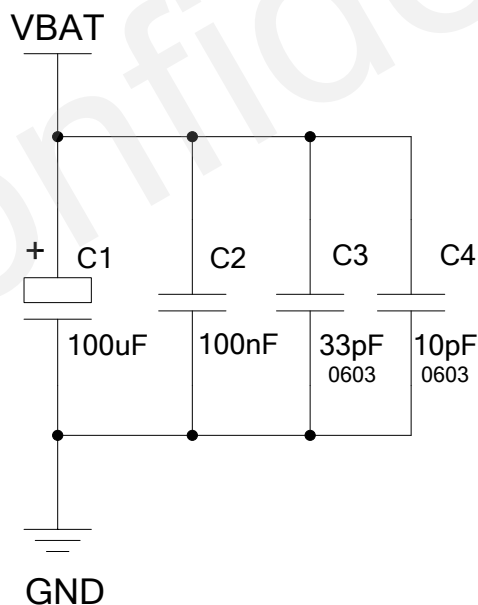 VBAT
+ C1 C2 C3 C4
100uF 100nF 33pF 10pF
0603 0603
GND